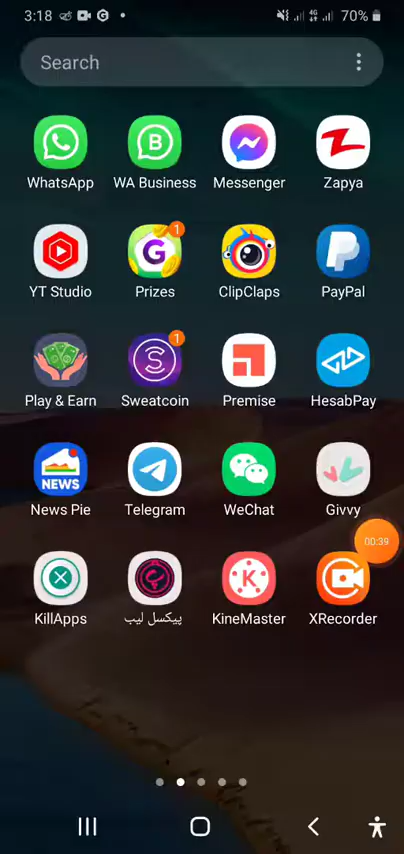 3:18
4G
70%
Search
WhatsApp
B
WA Business
Messenger
Zapya
YT Studio
G
1
Prizes
ClipClaps
PayPal
Play & Earn
1
Sweatcoin
Premise
HesabPay
NEWS
News Pie
Telegram
WeChat
Givvy
00:39
KillApps
پیکسل لیب
K
KineMaster
XRecorder